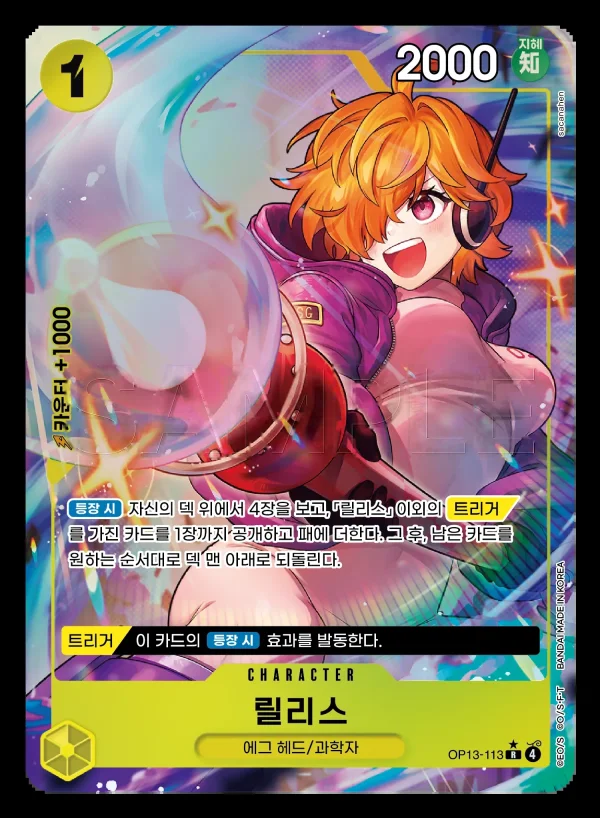 1
2000
지혜
知
sacanahen
카운터 +1000
SAMPLE
등장 시 자신의 덱 위에서 4장을 보고, 「릴리스」 이외의 트리거
를 가진 카드를 1장까지 공개하고 패에 더한다. 그 후, 남은 카드를
원하는 순서대로 덱 맨 아래로 되돌린다.
트리거 이 카드의 등장 시 효과를 발동한다.
CHARACTER
릴리스
에그 헤드/과학자
OP13-113 ★ R 4
©EO/S ©O/S·F·T BANDAI MADE IN KOREA